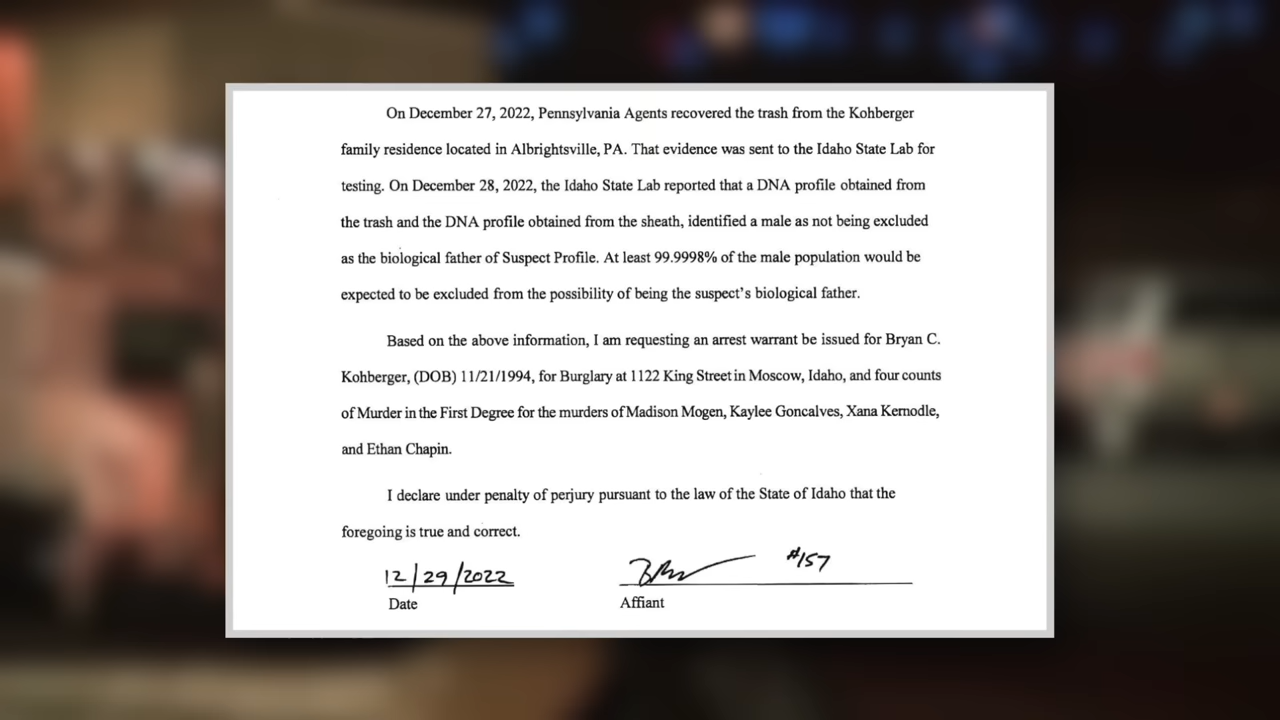 On December 27, 2022, Pennsylvania Agents recovered the trash from the Kohberger
family residence located in Albrightsville, PA. That evidence was sent to the Idaho State Lab for
testing. On December 28, 2022, the Idaho State Lab reported that a DNA profile obtained from
the trash and the DNA profile obtained from the sheath, identified a male as not being excluded
as the biological father of Suspect Profile. At least 99.9998% of the male population would be
expected to be excluded from the possibility of being the suspect's biological father.
Based on the above information, I am requesting an arrest warrant be issued for Bryan C.
Kohberger, (DOB) 11/21/1994, for Burglary at 1122 King Street in Moscow, Idaho, and four counts
of Murder in the First Degree for the murders of Madison Mogen, Kaylee Goncalves, Xana Kernodle,
and Ethan Chapin.
I declare under penalty of perjury pursuant to the law of the State of Idaho that the
foregoing is true and correct.
12/29/2022 #157
Date Affiant